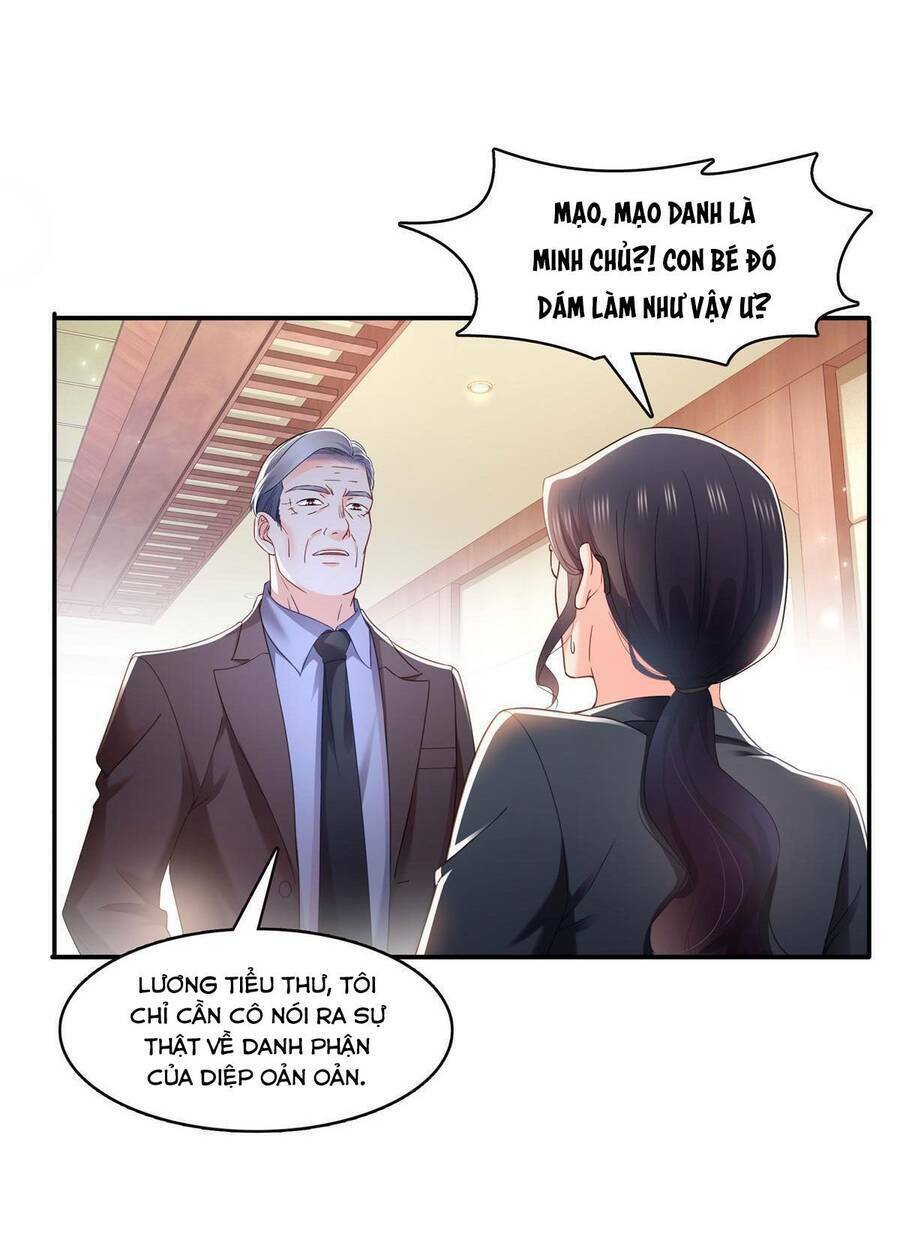 MẠO, MẠO DANH LÀ
MINH CHỦ?! CON BÉ ĐÓ
DÁM LÀM NHƯ VẬY Ư?
LƯƠNG TIỂU THƯ, TÔI
CHỈ CẦN CÔ NÓI RA SỰ
THẬT VỀ DANH PHẬN
CỦA DIỆP OẢN OẢN.